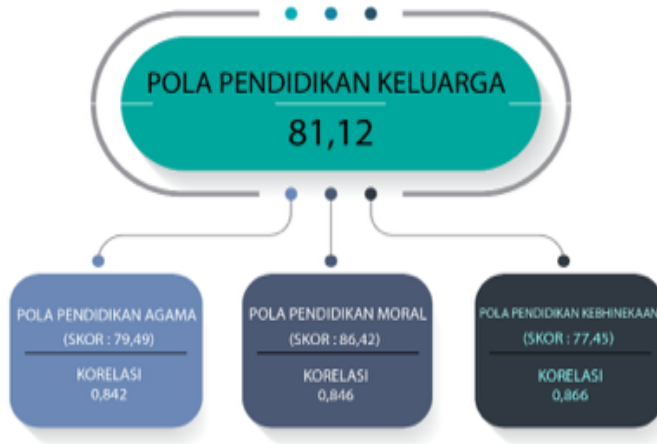 POLA PENDIDIKAN KELUARGA
81,12
POLA PENDIDIKAN AGAMA
(SKOR : 79,49)
KORELASI
0,842
POLA PENDIDIKAN MORAL
(SKOR : 86,42)
KORELASI
0,846
POLA PENDIDIKAN KEBHINEKAAN
(SKOR : 77,45)
KORELASI
0,866